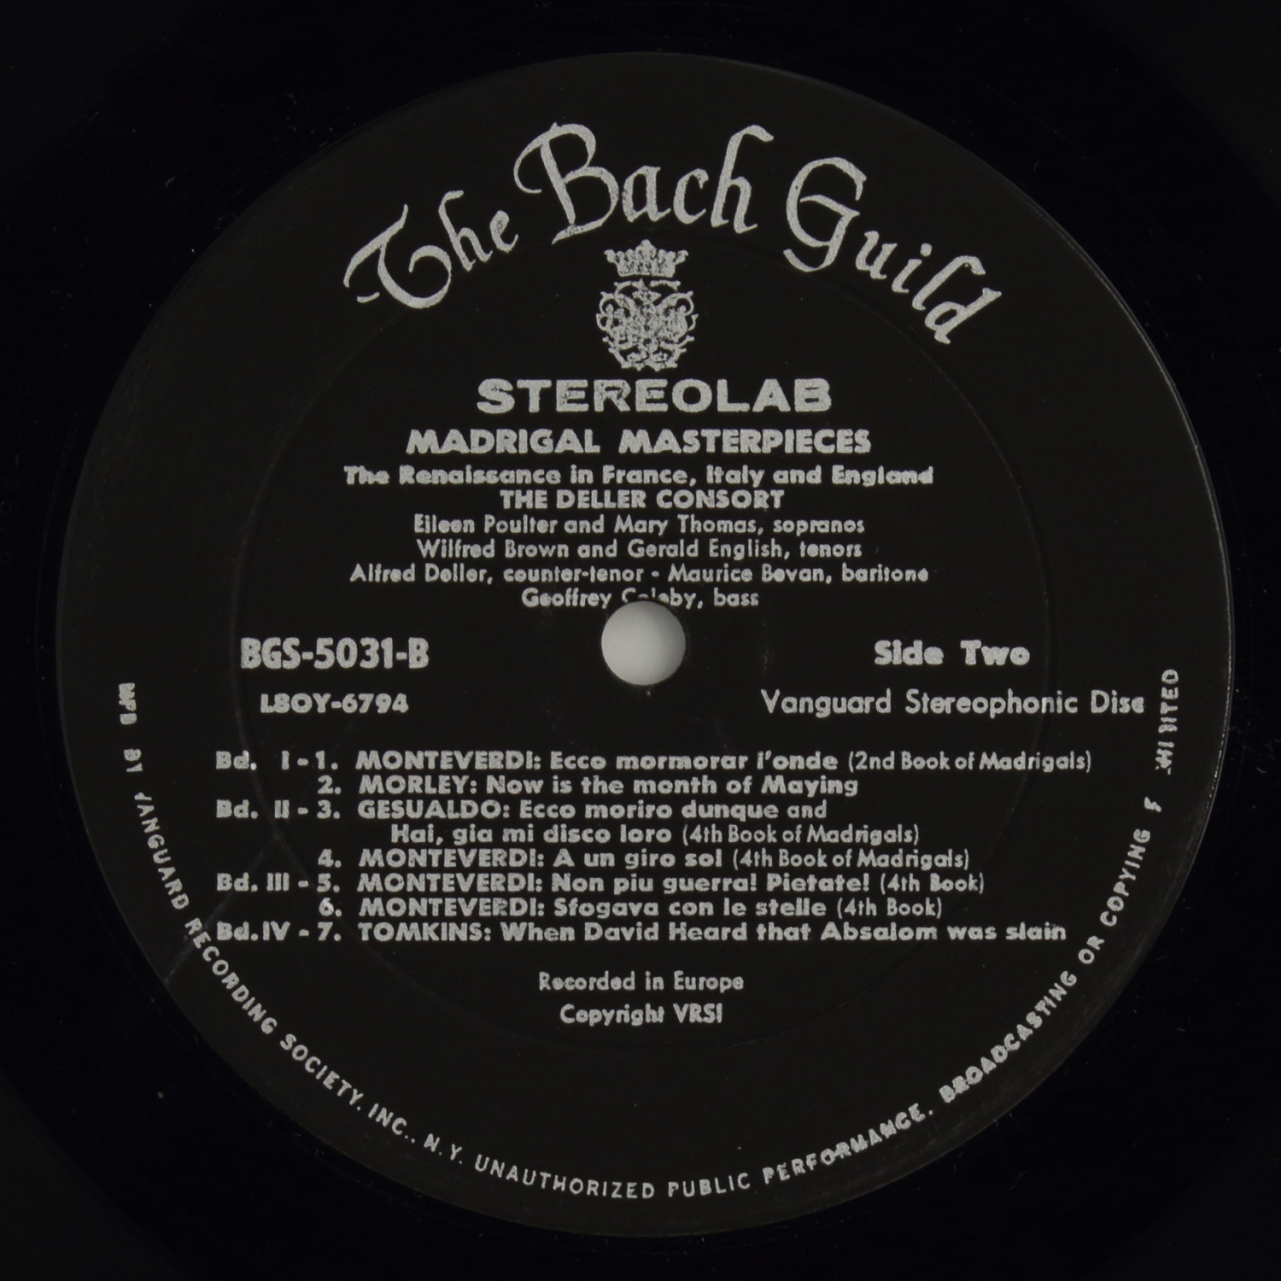 The Bach Guild
STEREOLAB
MADRIGAL MASTERPIECES
The Renaissance in France, Italy and England
THE DELLER CONSORT
Eileen Poulter and Mary Thomas, sopranos
Wilfred Brown and Gerald English, tenors
Alfred Deller, counter-tenor - Maurice Bevan, baritone
Geoffrey , bass
BGS-5031-B
Side Two
LBOY-6794
Vanguard Stereophonic Disc
Bd. I - 1. MONTEVERDI: Ecco mormorar l'onde (2nd Book of Madrigals)
2. MORLEY: Now is the month of Maying
Bd. II - 3. GESUALDO: Ecco moriro dunque and
Hai, gia mi disco loro (4th Book of Madrigals)
4. MONTEVERDI: A un giro sol (4th Book of Madrigals)
Bd. III - 5. MONTEVERDI: Non piu guerra! Pietate! (4th Book)
6. MONTEVERDI: Sfogava con le stelle (4th Book)
Bd. IV - 7. TOMKINS: When David Heard that Absalom was slain
Recorded in Europe
Copyright VRSI
BY VANGUARD RECORDING SOCIETY, INC., N.Y. UNAUTHORIZED PUBLIC PERFORMANCE, BROADCASTING OR COPYING